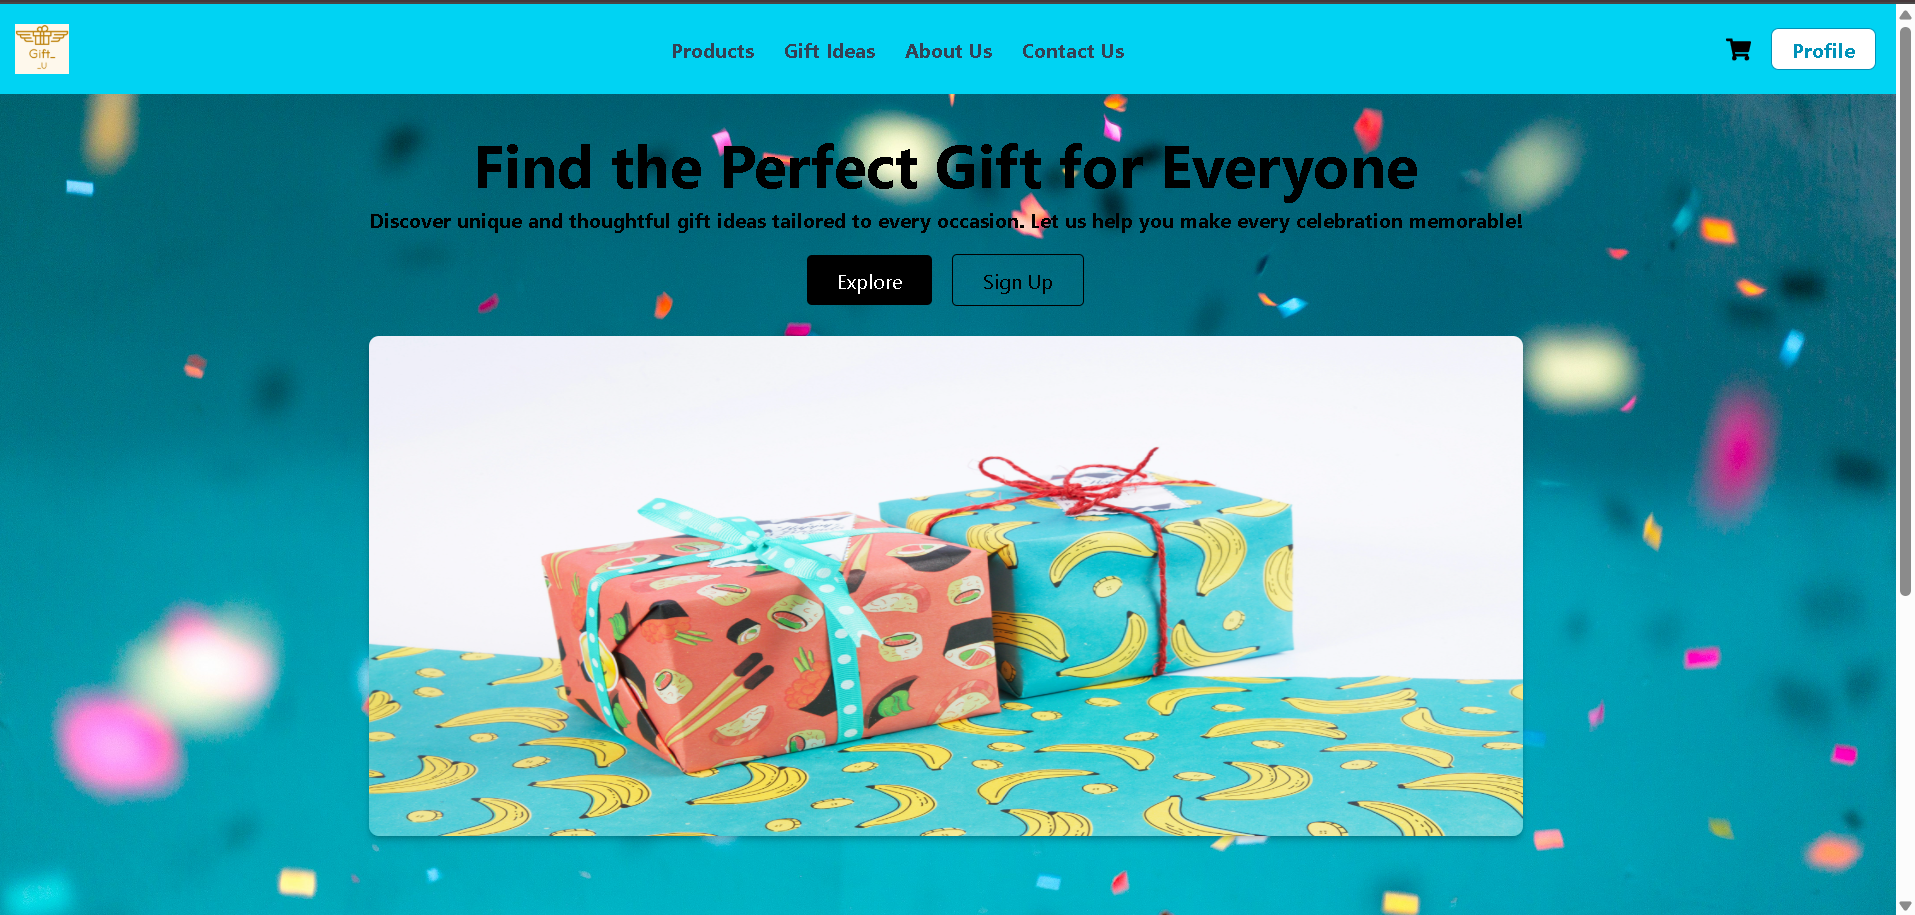 Gift_
_U
Products
Gift Ideas
About Us
Contact Us
Profile
Find the Perfect Gift for Everyone
Discover unique and thoughtful gift ideas tailored to every occasion. Let us help you make every celebration memorable!
Explore
Sign Up